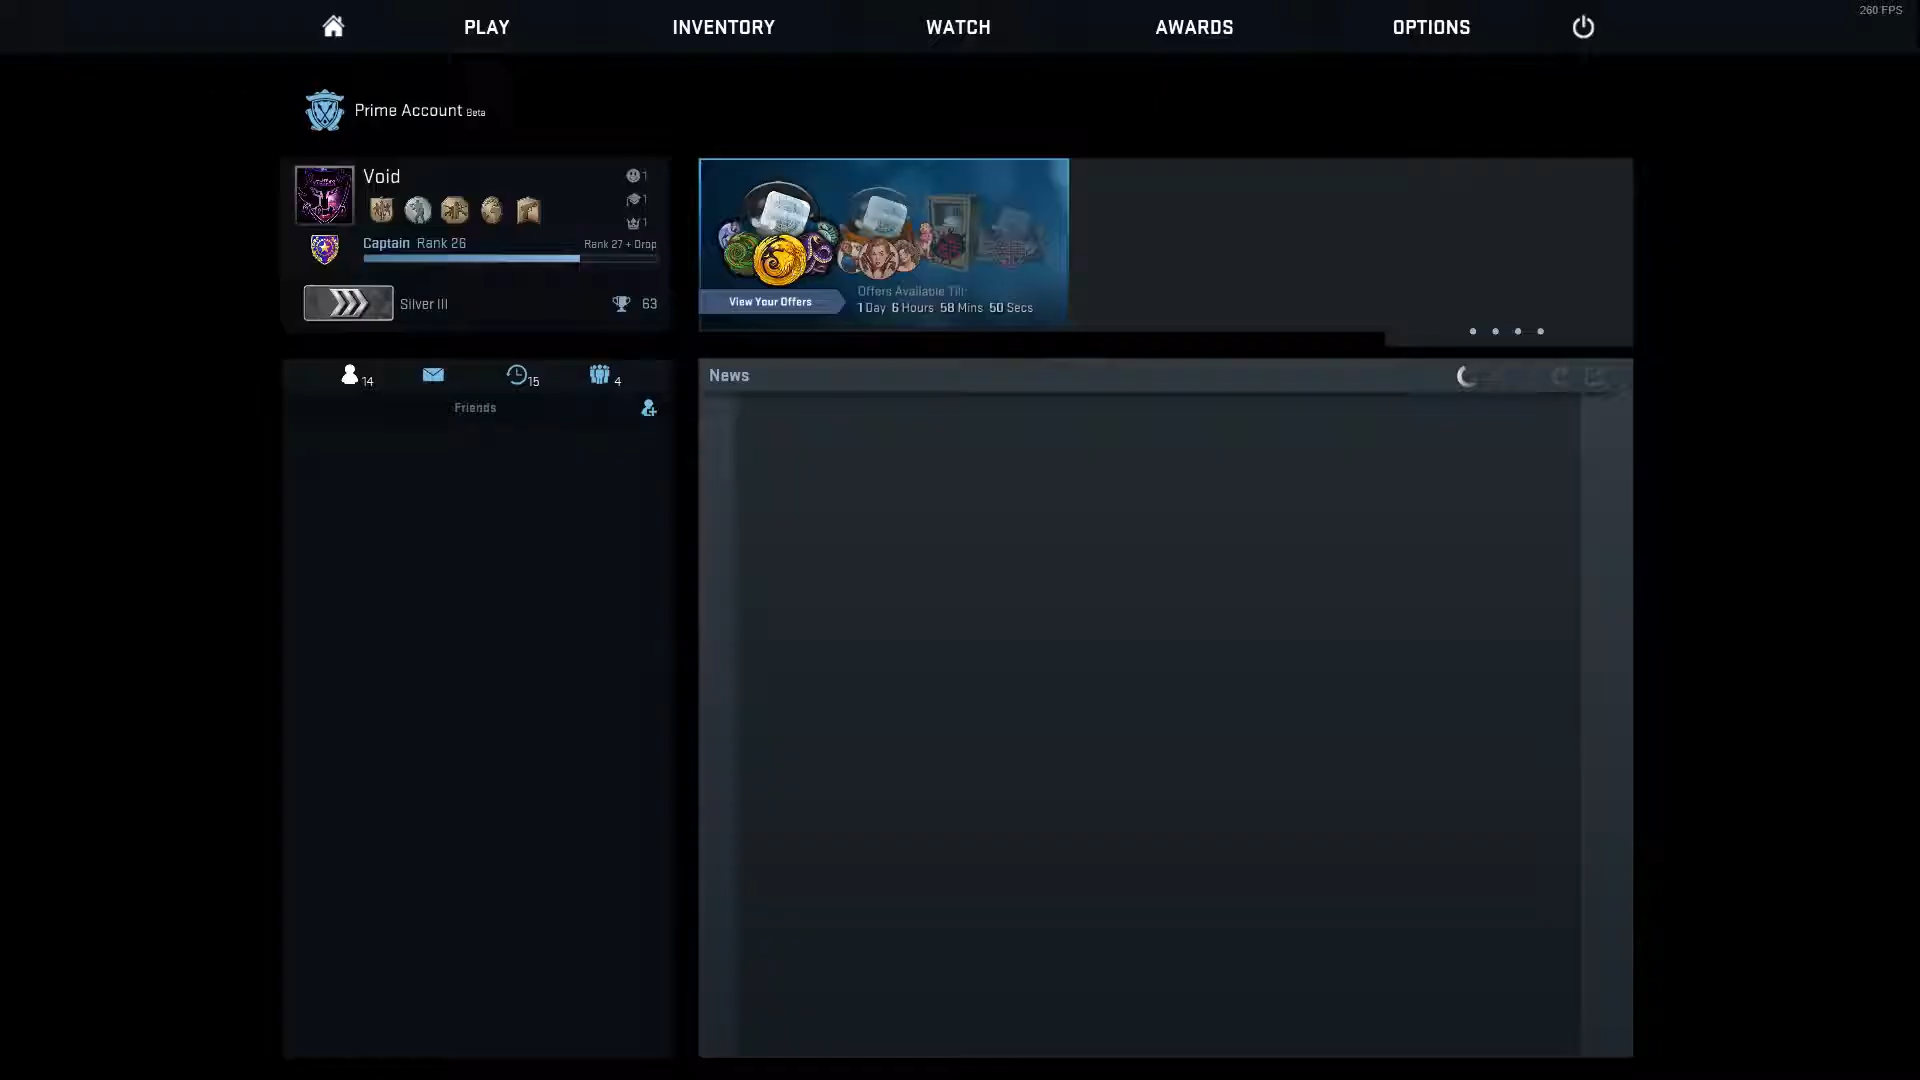 260 FPS
PLAY INVENTORY WATCH AWARDS OPTIONS
Prime Account Beta
Void
1
1
1
Captain Rank 26 Rank 27 + Drop
Silver III 63
View Your Offers
Offers Available Till:
1 Day 6 Hours 58 Mins 50 Secs
14 15 4
Friends
News